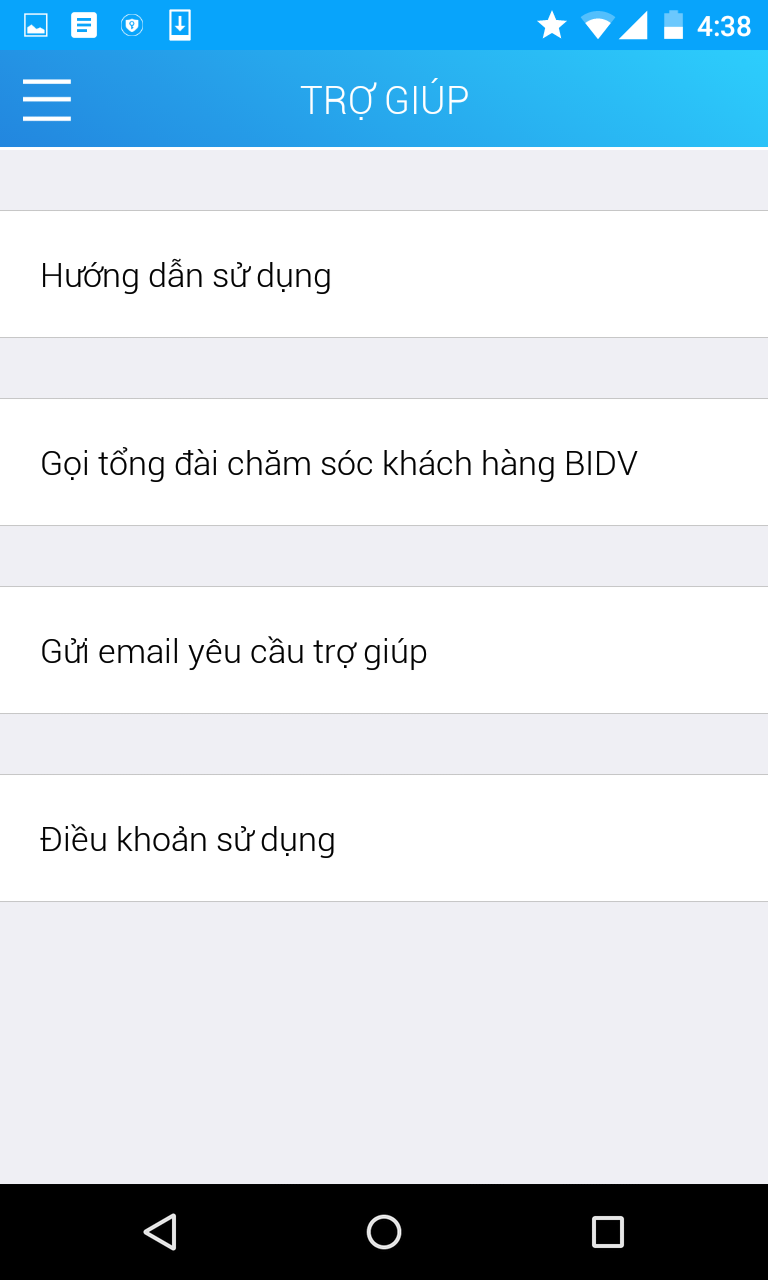 4:38
TRỢ GIÚP
Hướng dẫn sử dụng
Gọi tổng đài chăm sóc khách hàng BIDV
Gửi email yêu cầu trợ giúp
Điều khoản sử dụng